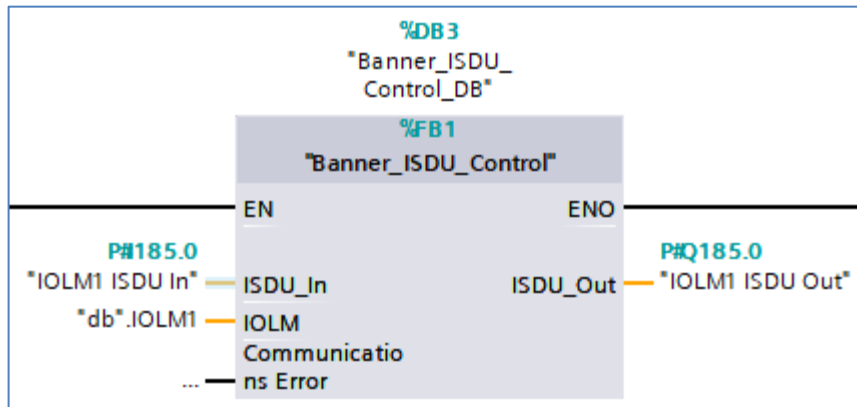 %DB3
"Banner_ISDU_
Control_DB"
%FB1
"Banner_ISDU_Control"
EN ENO
P#I185.0 P#Q185.0
"IOLM1 ISDU In" ISDU_In ISDU_Out "IOLM1 ISDU Out"
"db".IOLM1 IOLM
Communicatio
... ns Error